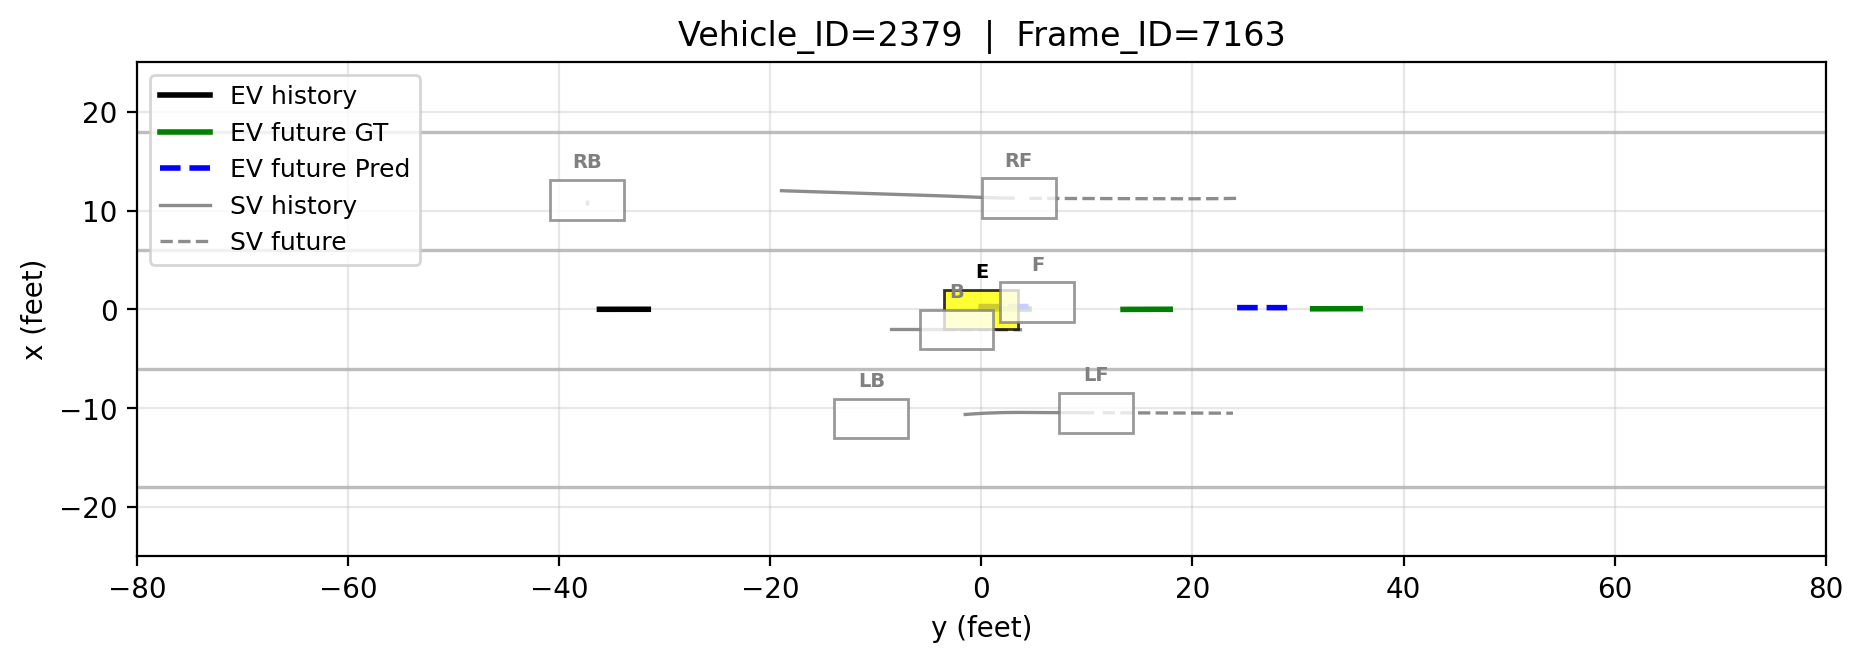 Vehicle_ID=2379 | Frame_ID=7163
EV history
EV future GT
EV future Pred
SV history
SV future
RB
RF
E
F
B
LB
LF
20
10
0
−10
−20
x (feet)
−80
−60
−40
−20
0
20
40
60
80
y (feet)